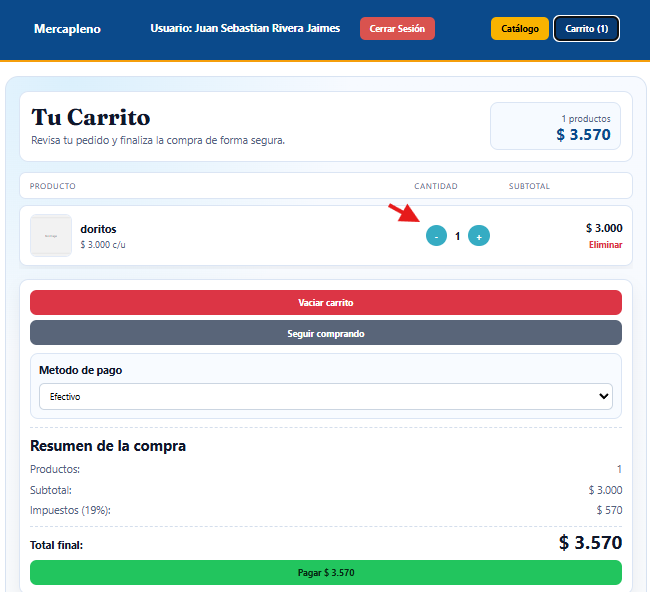 Mercapleno
Usuario: Juan Sebastian Rivera Jaimes
Cerrar Sesión
Catálogo
Carrito (1)
Tu Carrito
Revisa tu pedido y finaliza la compra de forma segura.
1 productos
$ 3.570
PRODUCTO CANTIDAD SUBTOTAL
doritos
$ 3.000 c/u
- 1 +
$ 3.000
Eliminar
Vaciar carrito
Seguir comprando
Metodo de pago
Efectivo
Resumen de la compra
Productos: 1
Subtotal: $ 3.000
Impuestos (19%): $ 570
Total final: $ 3.570
Pagar $ 3.570